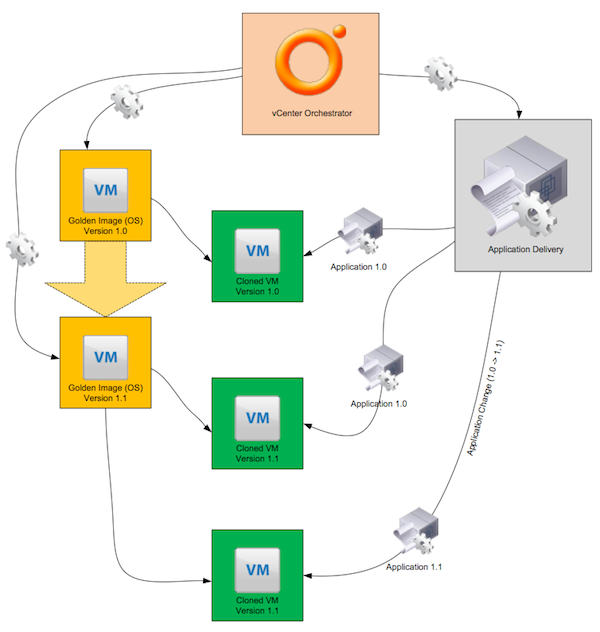 vCenter Orchestrator
VM
Golden Image (OS)
Version 1.0
Application Delivery
VM
Cloned VM
Version 1.0
Application 1.0
VM
Golden Image (OS)
Version 1.1
Application 1.0
Application Change (1.0 -> 1.1)
VM
Cloned VM
Version 1.1
VM
Cloned VM
Version 1.1
Application 1.1